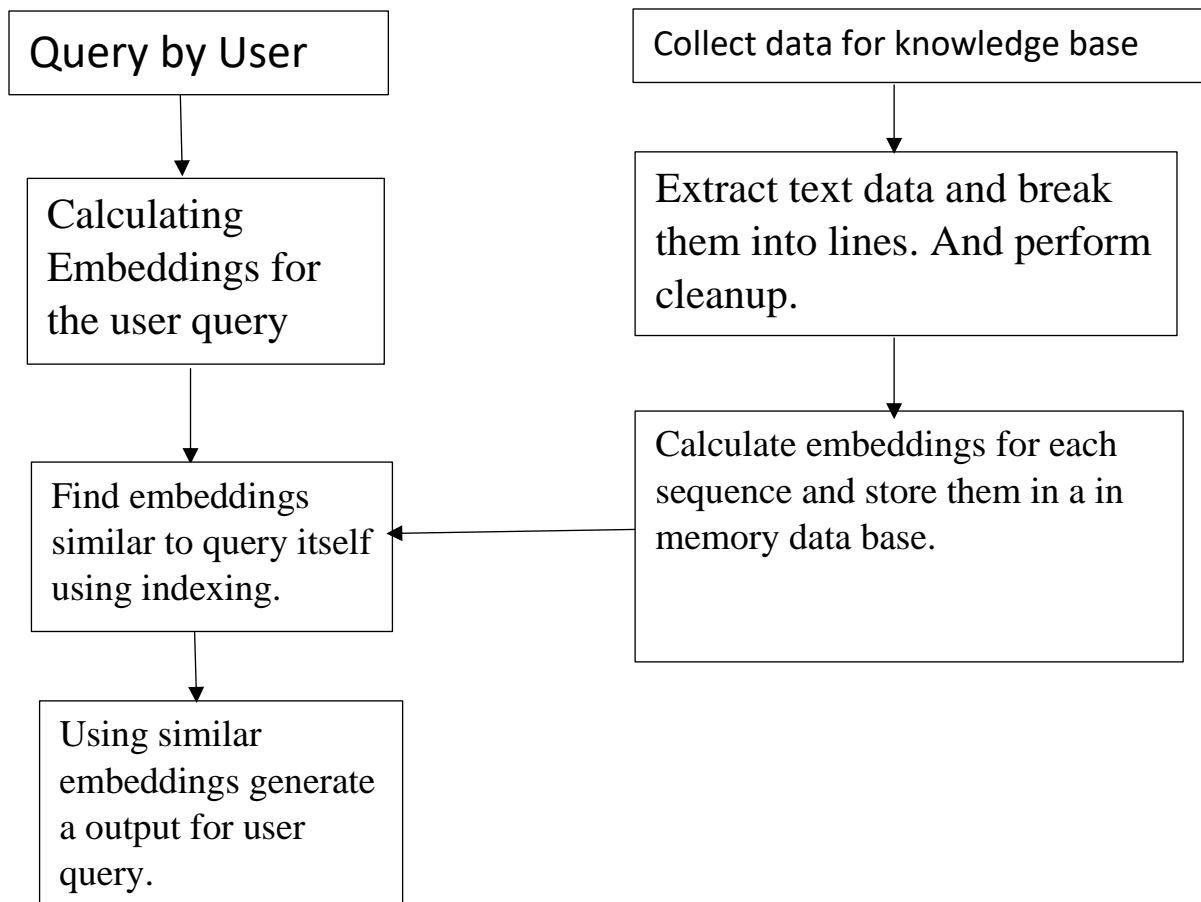 Query by User
Calculating
Embeddings for
the user query
Find embeddings
similar to query itself
using indexing.
Using similar
embeddings generate
a output for user
query.
Collect data for knowledge base
Extract text data and break
them into lines. And perform
cleanup.
Calculate embeddings for each
sequence and store them in a in
memory data base.